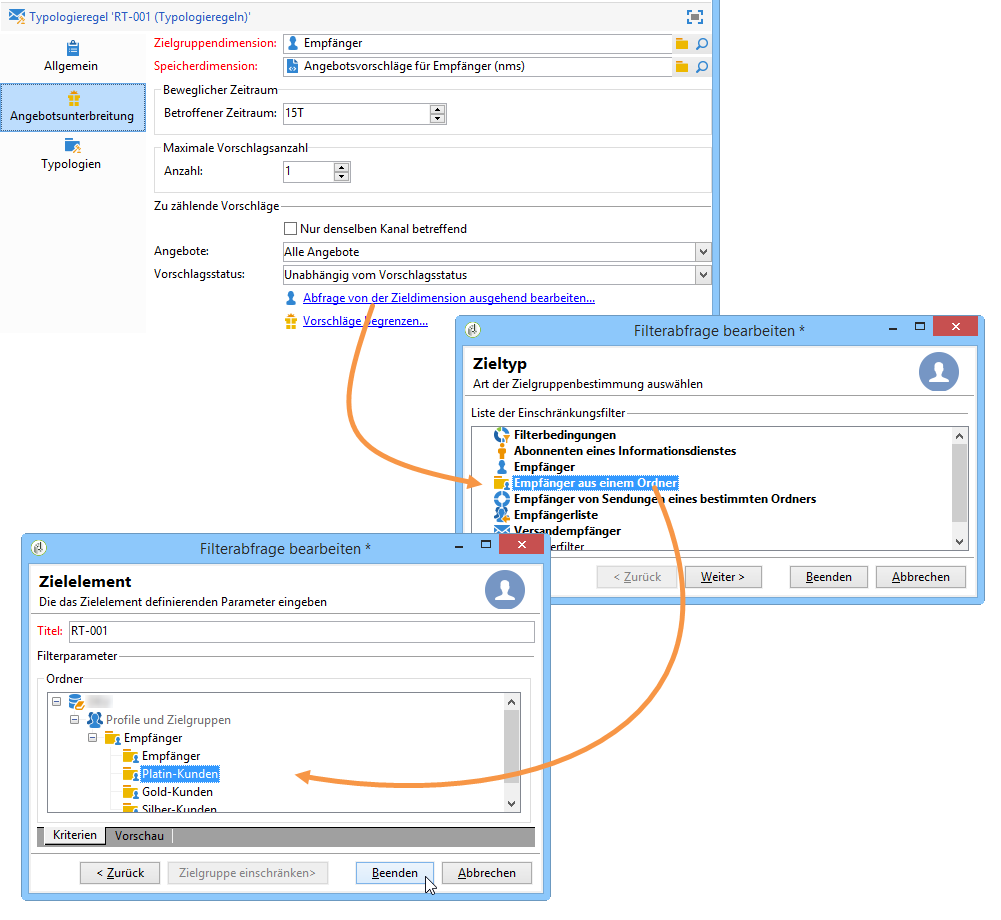 Typologieregel 'RT-001 (Typologieregeln)'
Allgemein
Angebotsunterbreitung
Typologien
Zielgruppendimension: Empfänger
Speicherdimension: Angebotsvorschläge für Empfänger (nms)
Beweglicher Zeitraum
Betroffener Zeitraum: 15T
Maximale Vorschlagsanzahl
Anzahl: 1
Zu zählende Vorschläge
Nur denselben Kanal betreffend
Angebote: Alle Angebote
Vorschlagsstatus: Unabhängig vom Vorschlagsstatus
Abfrage von der Zieldimension ausgehend bearbeiten...
Vorschläge begrenzen...
Filterabfrage bearbeiten *
Zieltyp
Art der Zielgruppenbestimmung auswählen
Liste der Einschränkungsfilter
Filterbedingungen
Abonnenten eines Informationsdienstes
Empfänger
Empfänger aus einem Ordner
Empfänger von Sendungen eines bestimmten Ordners
Empfängerliste
Versandempfänger
< Zurück Weiter > Beenden Abbrechen
Filterabfrage bearbeiten *
Zielelement
Die das Zielelement definierenden Parameter eingeben
Titel: RT-001
Filterparameter
Ordner
Profile und Zielgruppen
Empfänger
Empfänger
Platin-Kunden
Gold-Kunden
Silber-Kunden
Kriterien Vorschau
< Zurück Zielgruppe einschränken> Beenden Abbrechen